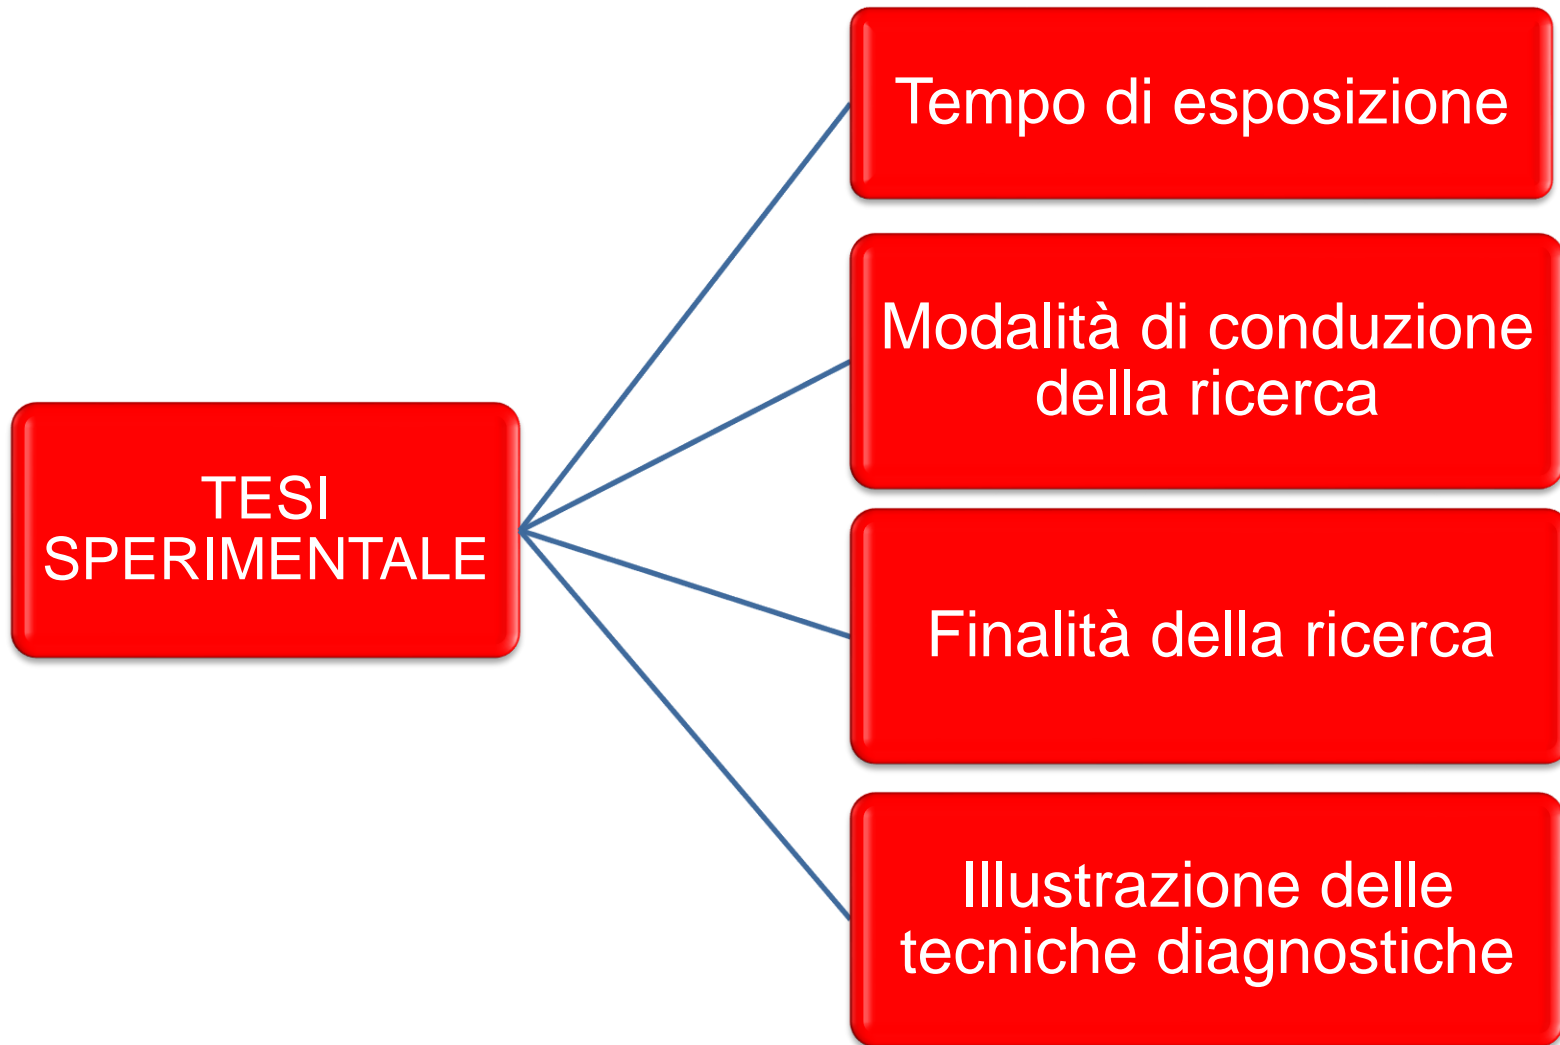 Tempo di esposizione
Modalità di conduzione
della ricerca
TESI
SPERIMENTALE
Finalità della ricerca
Illustrazione delle
tecniche diagnostiche